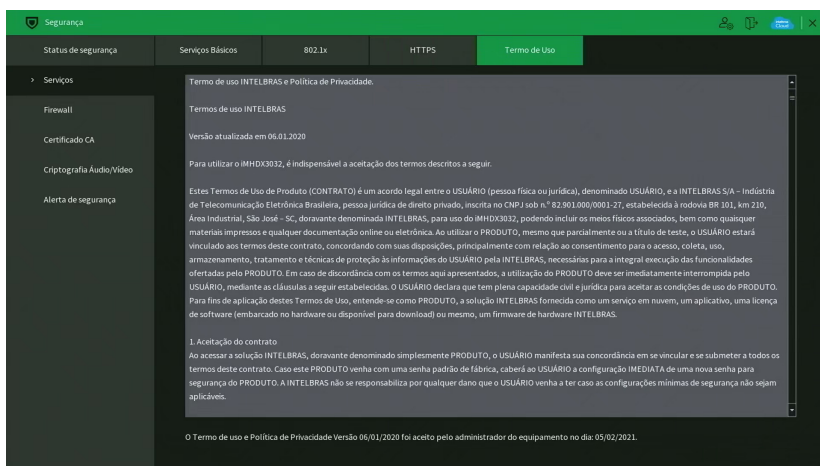 Segurança
Cloud
Status de segurança
Serviços Básicos
802.1x
HTTPS
Termo de Uso
Serviços
Firewall
Certificado CA
Criptografia Áudio/Vídeo
Alerta de segurança
Termo de uso INTELBRAS e Política de Privacidade.
Termos de uso INTELBRAS
Versão atualizada em 06.01.2020
Para utilizar o iMHDX3032, é indispensável a aceitação dos termos descritos a seguir.
Estes Termos de Uso de Produto (CONTRATO) é um acordo legal entre o USUÁRIO (pessoa física ou jurídica), denominado USUÁRIO, e a INTELBRAS S/A – Indústria
de Telecomunicação Eletrônica Brasileira, pessoa jurídica de direito privado, inscrita no CNPJ sob n.º 82.901.000/0001-27, estabelecida à rodovia BR 101, km 210,
Área Industrial, São José – SC, doravante denominada INTELBRAS, para uso do iMHDX3032, podendo incluir os meios físicos associados, bem como quaisquer
materiais impressos e qualquer documentação online ou eletrônica. Ao utilizar o PRODUTO, mesmo que parcialmente ou a título de teste, o USUÁRIO estará
vinculado aos termos deste contrato, concordando com suas disposições, principalmente com relação ao consentimento para o acesso, coleta, uso,
armazenamento, tratamento e técnicas de proteção às informações do USUÁRIO pela INTELBRAS, necessárias para a integral execução das funcionalidades
ofertadas pelo PRODUTO. Em caso de discordância com os termos aqui apresentados, a utilização do PRODUTO deve ser imediatamente interrompida pelo
USUÁRIO, mediante as cláusulas a seguir estabelecidas. O USUÁRIO declara que tem plena capacidade civil e jurídica para aceitar as condições de uso do PRODUTO.
Para fins de aplicação destes Termos de Uso, entende-se como PRODUTO, a solução INTELBRAS fornecida como um serviço em nuvem, um aplicativo, uma licença
de software (embarcado no hardware ou disponível para download) ou mesmo, um firmware de hardware INTELBRAS.
1. Aceitação do contrato
Ao acessar a solução INTELBRAS, doravante denominado simplesmente PRODUTO, o USUÁRIO manifesta sua concordância em se vincular e se submeter a todos os
termos deste contrato. Caso este PRODUTO venha com uma senha padrão de fábrica, caberá ao USUÁRIO a configuração IMEDIATA de uma nova senha para
segurança do PRODUTO. A INTELBRAS não se responsabiliza por qualquer dano que o USUÁRIO venha a ter caso as configurações mínimas de segurança não sejam
aplicáveis.
O Termo de uso e Política de Privacidade Versão 06/01/2020 foi aceito pelo administrador do equipamento no dia: 05/02/2021.